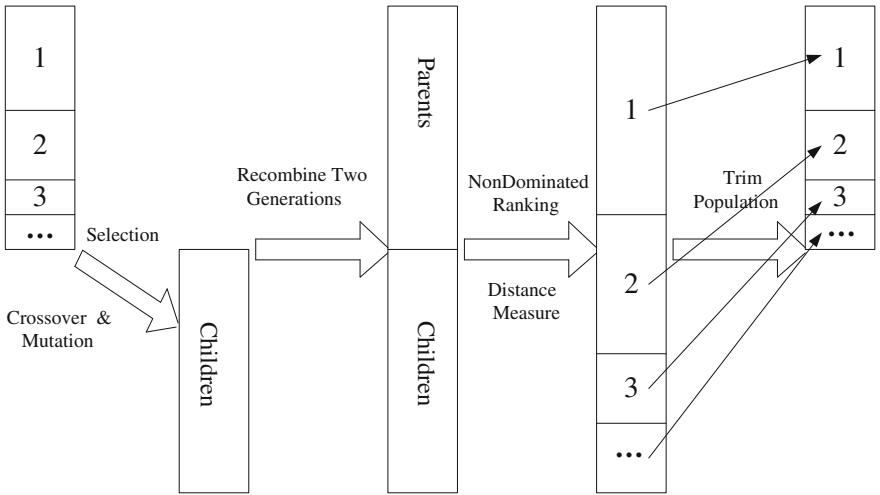 1
2
3
...
Selection
Crossover &
Mutation
Children
Recombine Two
Generations
Parents
Children
NonDominated
Ranking
Distance
Measure
1
2
3
...
Trim
Population
1
2
3
...